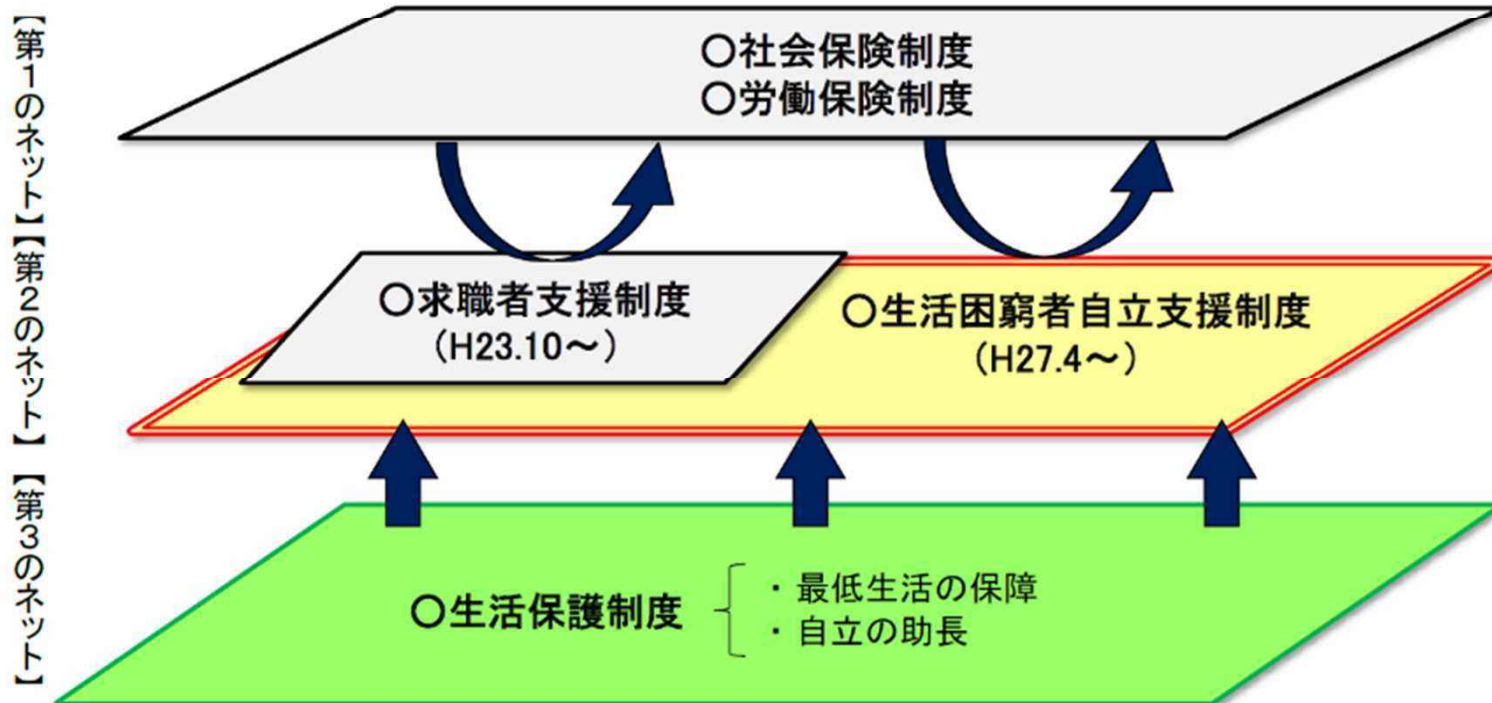 【第1のネット】
○社会保険制度
○労働保険制度
【第2のネット】
○求職者支援制度
（H23.10～）
○生活困窮者自立支援制度
（H27.4～）
【第3のネット】
○生活保護制度
・最低生活の保障
・自立の助長